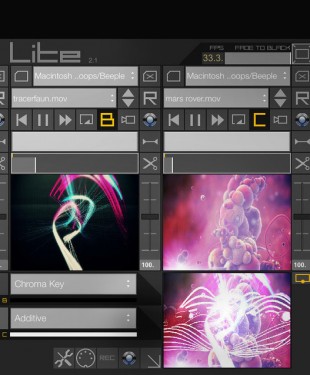 Lite 2.1
FPS FADE TO BLACK
33.3.
Macintosh ..oops/Beeple Macintosh ..oops/Beeple
tracerfaun.mov R mars rover.mov R
B C
100. 100.
Chroma Key
B
Additive
C
REC